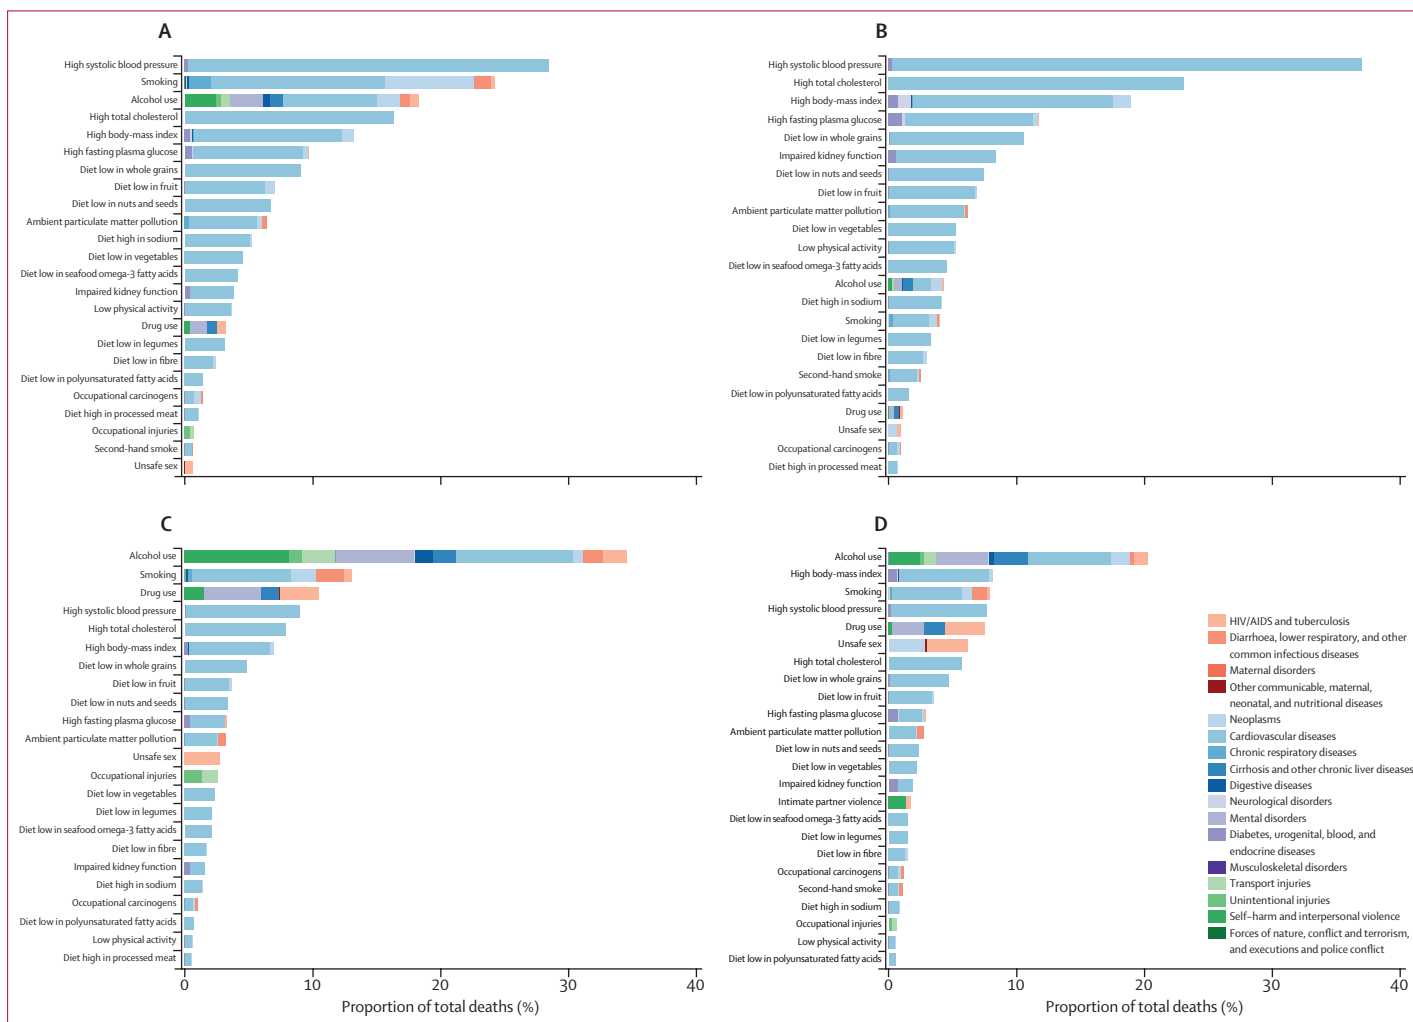 A
High systolic blood pressure
Smoking
Alcohol use
High total cholesterol
High body-mass index
High fasting plasma glucose
Diet low in whole grains
Diet low in fruit
Diet low in nuts and seeds
Ambient particulate matter pollution
Diet high in sodium
Diet low in vegetables
Diet low in seafood omega-3 fatty acids
Impaired kidney function
Low physical activity
Drug use
Diet low in legumes
Diet low in fibre
Diet low in polyunsaturated fatty acids
Occupational carcinogens
Diet high in processed meat
Occupational injuries
Second-hand smoke
Unsafe sex
0 10 20 30 40
B
High systolic blood pressure
High total cholesterol
High body-mass index
High fasting plasma glucose
Diet low in whole grains
Impaired kidney function
Diet low in nuts and seeds
Diet low in fruit
Ambient particulate matter pollution
Diet low in vegetables
Low physical activity
Diet low in seafood omega-3 fatty acids
Alcohol use
Diet high in sodium
Smoking
Diet low in legumes
Diet low in fibre
Second-hand smoke
Diet low in polyunsaturated fatty acids
Drug use
Unsafe sex
Occupational carcinogens
Diet high in processed meat
0 10 20 30 40
C
Alcohol use
Smoking
Drug use
High systolic blood pressure
High total cholesterol
High body-mass index
Diet low in whole grains
Diet low in fruit
Diet low in nuts and seeds
High fasting plasma glucose
Ambient particulate matter pollution
Unsafe sex
Occupational injuries
Diet low in vegetables
Diet low in legumes
Diet low in seafood omega-3 fatty acids
Diet low in fibre
Impaired kidney function
Diet high in sodium
Occupational carcinogens
Diet low in polyunsaturated fatty acids
Low physical activity
Diet high in processed meat
0 10 20 30 40
Proportion of total deaths (%)
D
Alcohol use
High body-mass index
Smoking
High systolic blood pressure
Drug use
Unsafe sex
High total cholesterol
Diet low in whole grains
Diet low in fruit
High fasting plasma glucose
Ambient particulate matter pollution
Diet low in nuts and seeds
Diet low in vegetables
Impaired kidney function
Intimate partner violence
Diet low in seafood omega-3 fatty acids
Diet low in legumes
Diet low in fibre
Occupational carcinogens
Second-hand smoke
Diet high in sodium
Occupational injuries
Low physical activity
Diet low in polyunsaturated fatty acids
0 10 20 30 40
Proportion of total deaths (%)
HIV/AIDS and tuberculosis
Diarrhoea, lower respiratory, and other
common infectious diseases
Maternal disorders
Other communicable, maternal,
neonatal, and nutritional diseases
Neoplasms
Cardiovascular diseases
Chronic respiratory diseases
Cirrhosis and other chronic liver diseases
Digestive diseases
Neurological disorders
Mental disorders
Diabetes, urogenital, blood, and
endocrine diseases
Musculoskeletal disorders
Transport injuries
Unintentional injuries
Self-harm and interpersonal violence
Forces of nature, conflict and terrorism,
and executions and police conflict